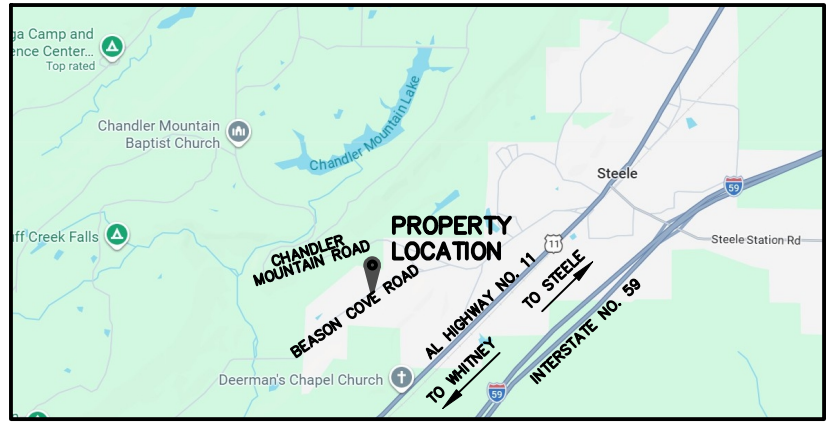 ga Camp and
ence Center...
Top rated
Chandler Mountain
Baptist Church
Chandler Mountain Lake
Steele
59
ff Creek Falls
PROPERTY
LOCATION
11
Steele Station Rd
CHANDLER
MOUNTAIN ROAD
BEASON COVE ROAD
AL HIGHWAY NO. 11
TO STEELE
INTERSTATE NO. 59
TO WHITNEY
Deerman's Chapel Church
59